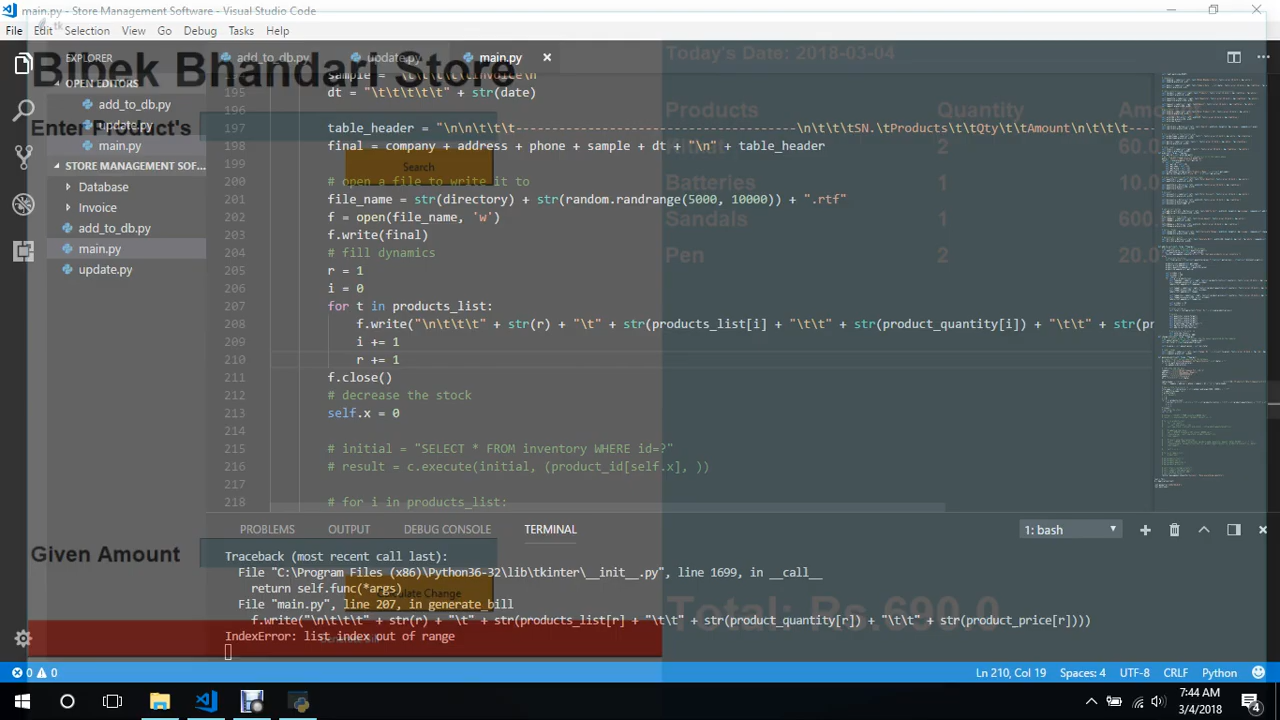 main.py - Store Management Software - Visual Studio Code
File Edit Selection View Go Debug Tasks Help
EXPLORER
add_to_db.py update.py main.py
Bibek Bhandari Store
Today's Date: 2018-03-04
OPEN EDITORS
add_to_db.py
update.py
main.py
STORE MANAGEMENT SOF...
Database
Invoice
add_to_db.py
main.py
update.py
Enter Product's
Search
Products Quantity
60.0
Batteries 1 10.0
Sandals 2 600
Pen 2 20.0
sample = "\t\t\t\tInvoice\n"
195 dt = "\t\t\t\t\t" + str(date)
196
197 table_header = "\n\n\t\t\t---------------------------------------\n\t\t\tSN.\tProducts\t\tQty\t\tAmount\n\t\t\t----
198 final = company + address + phone + sample + dt + "\n" + table_header
199
200 # open a file to write it to
201 file_name = str(directory) + str(random.randrange(5000, 10000)) + ".rtf"
202 f = open(file_name, 'w')
203 f.write(final)
204 # fill dynamics
205 r = 1
206 i = 0
207 for t in products_list:
208 f.write("\n\t\t\t" + str(r) + "\t" + str(products_list[i] + "\t\t" + str(product_quantity[i]) + "\t\t" + str(pr
209 i += 1
210 r += 1
211 f.close()
212 # decrease the stock
213 self.x = 0
214
215 # initial = "SELECT * FROM inventory WHERE id=?"
216 # result = c.execute(initial, (product_id[self.x], ))
217
218 # for i in products_list:
PROBLEMS OUTPUT DEBUG CONSOLE TERMINAL
1: bash
Given Amount
Calculate Change
Total: Rs.690.0
Traceback (most recent call last):
File "C:\Program Files (x86)\Python36-32\lib\tkinter\__init__.py", line 1699, in __call__
return self.func(*args)
File "main.py", line 207, in generate_bill
f.write("\n\t\t\t" + str(r) + "\t" + str(products_list[r] + "\t\t" + str(product_quantity[r]) + "\t\t" + str(product_price[r])))
IndexError: list index out of range
0 0
Ln 210, Col 19 Spaces: 4 UTF-8 CRLF Python
7:44 AM
3/4/2018
4